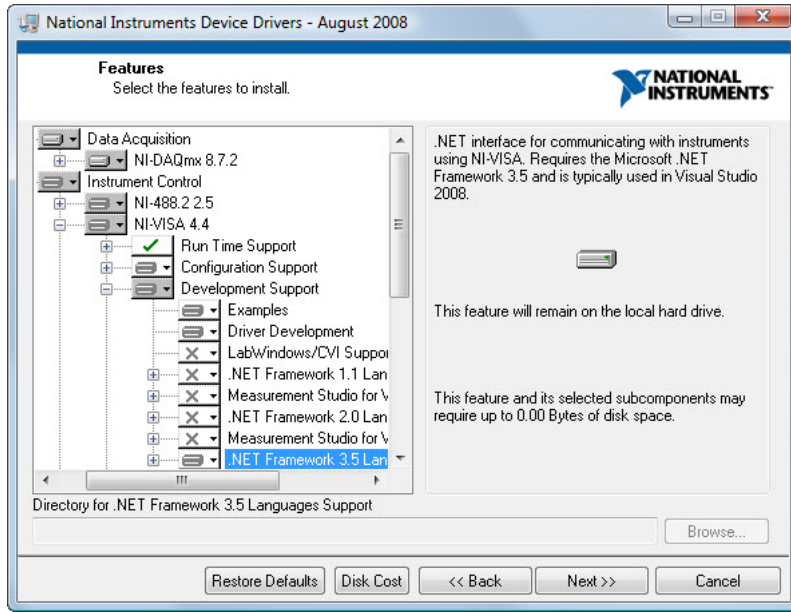 National Instruments Device Drivers - August 2008
Features
Select the features to install.
NATIONAL
INSTRUMENTS™
Data Acquisition
NI-DAQmx 8.7.2
Instrument Control
NI-488.2 2.5
NI-VISA 4.4
Run Time Support
Configuration Support
Development Support
Examples
Driver Development
LabWindows/CVI Suppor
.NET Framework 1.1 Lan
Measurement Studio for V
.NET Framework 2.0 Lan
Measurement Studio for V
.NET Framework 3.5 Lan
.NET interface for communicating with instruments
using NI-VISA. Requires the Microsoft .NET
Framework 3.5 and is typically used in Visual Studio
2008.
This feature will remain on the local hard drive.
This feature and its selected subcomponents may
require up to 0.00 Bytes of disk space.
Directory for .NET Framework 3.5 Languages Support
Browse...
Restore Defaults
Disk Cost
<< Back
Next >>
Cancel